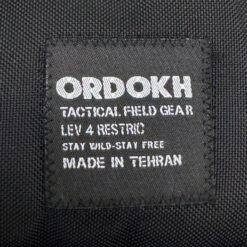 ORDOKH
TACTICAL FIELD GEAR
LEV 4 RESTRIC
STAY WILD-STAY FREE
MADE IN TEHRAN